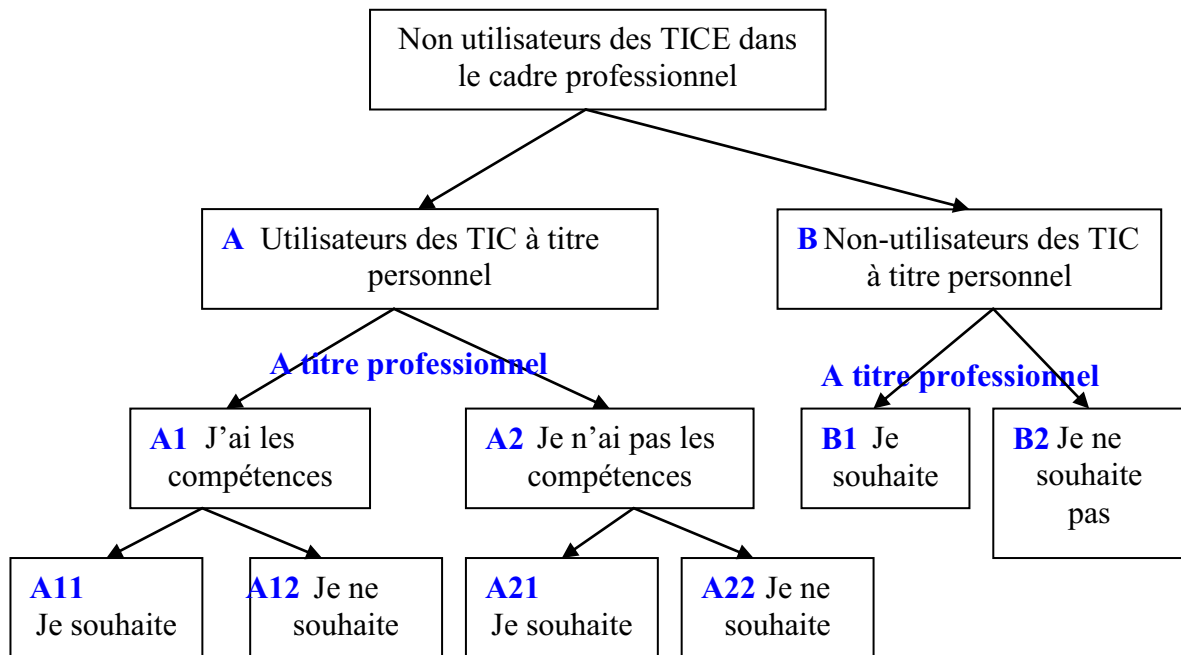 Non utilisateurs des TICE dans
le cadre professionnel
A Utilisateurs des TIC à titre
personnel
B Non-utilisateurs des TIC
à titre personnel
A titre professionnel
A titre professionnel
A1 J’ai les
compétences
A2 Je n’ai pas les
compétences
B1 Je
souhaite
B2 Je ne
souhaite
pas
A11
Je souhaite
A12 Je ne
souhaite
A21
Je souhaite
A22 Je ne
souhaite